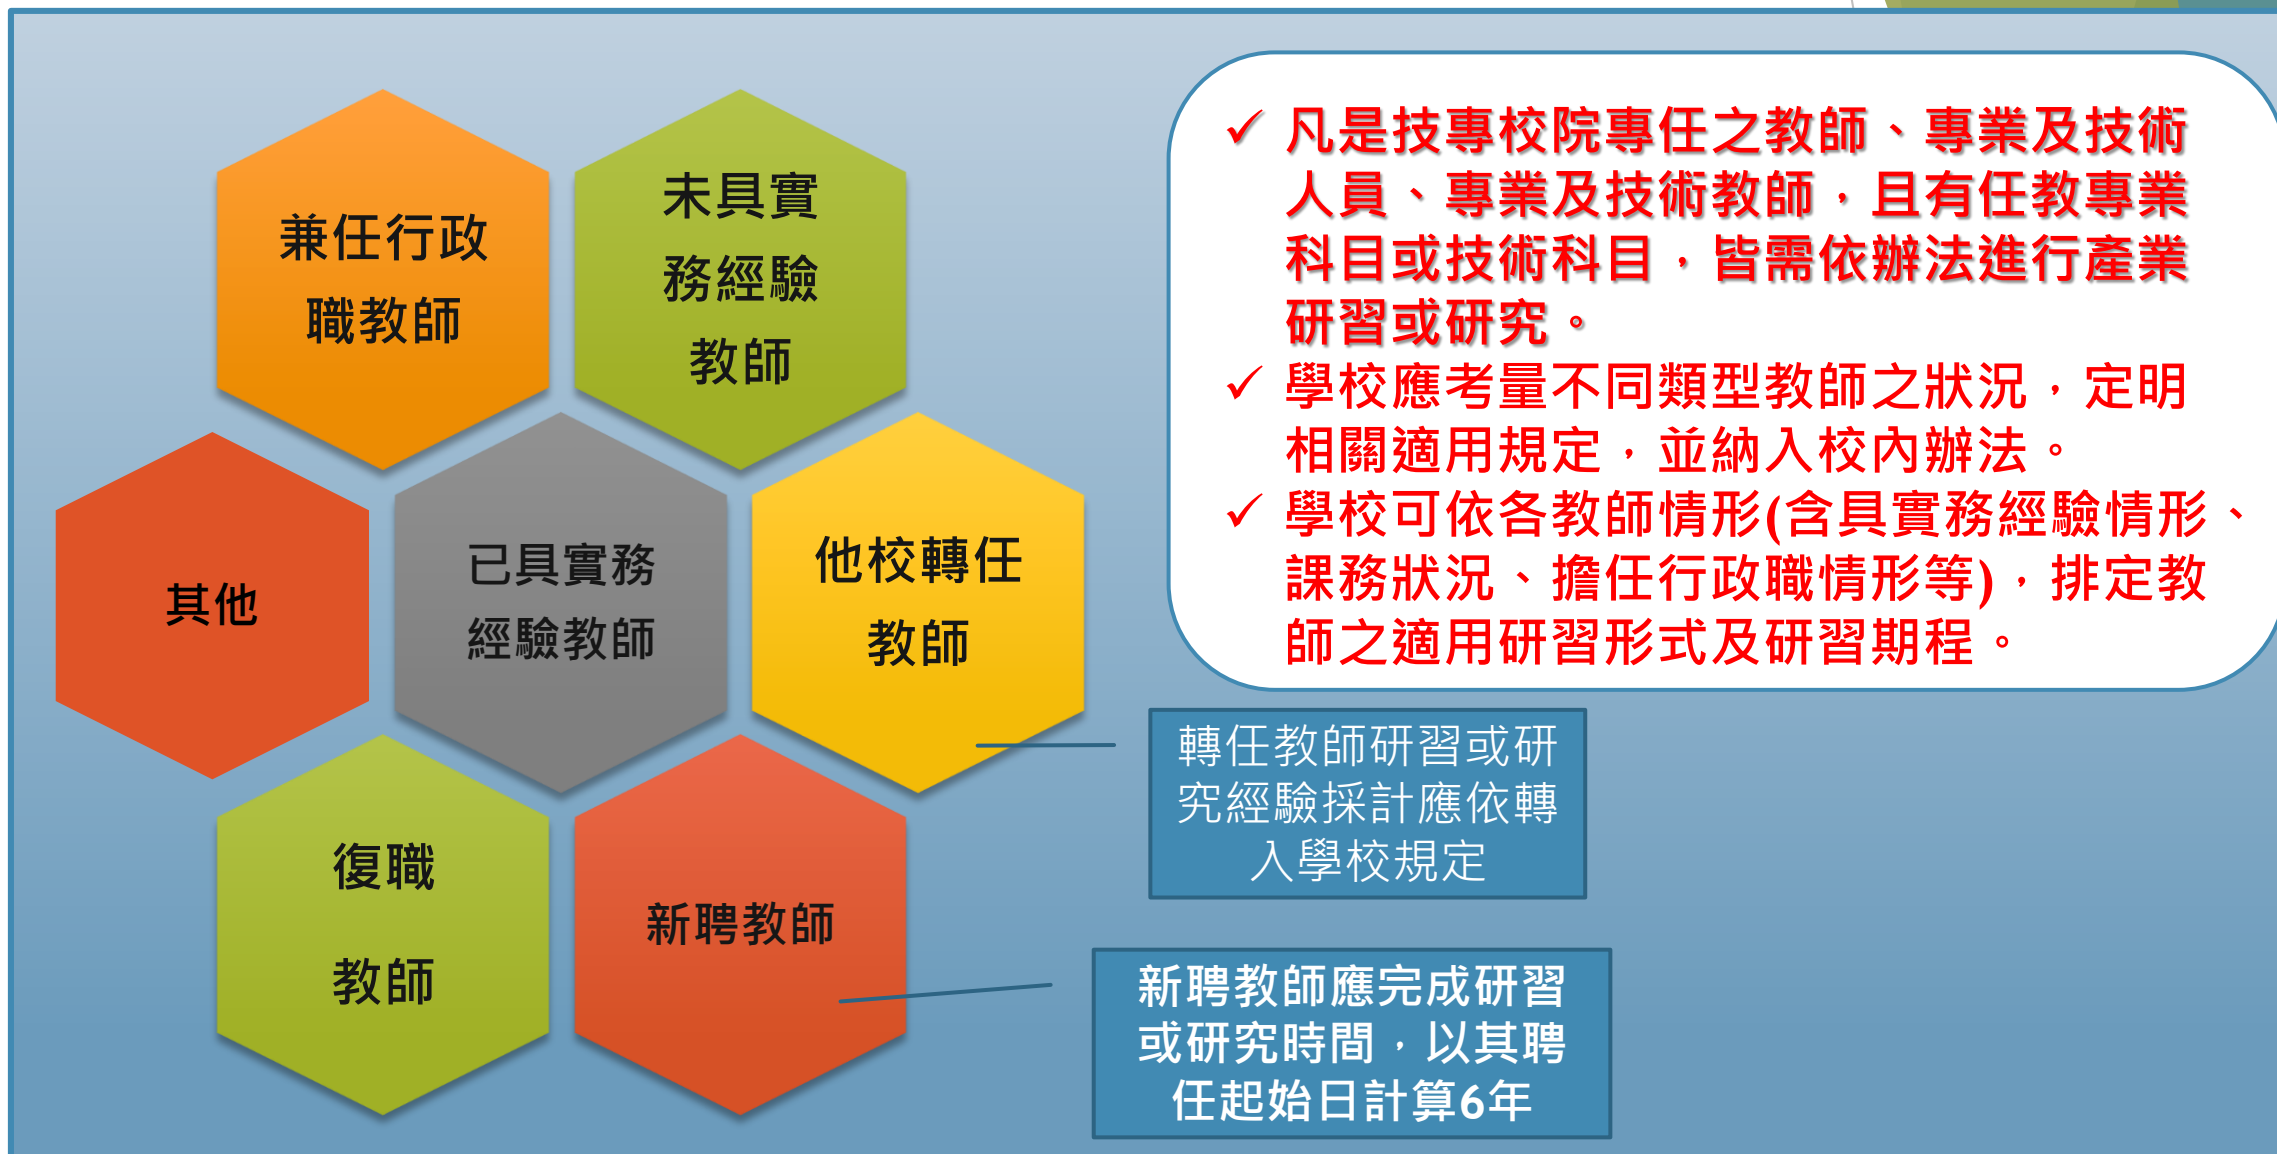 兼任行政
職教師
未具實
務經驗
教師
其他
已具實務
經驗教師
他校轉任
教師
復職
教師
新聘教師
✓ 凡是技專校院專任之教師、專業及技術
人員、專業及技術教師，且有任教專業
科目或技術科目，皆需依辦法進行產業
研習或研究。
✓ 學校應考量不同類型教師之狀況，定明
相關適用規定，並納入校內辦法。
✓ 學校可依各教師情形(含具實務經驗情形、
課務狀況、擔任行政職情形等)，排定教
師之適用研習形式及研習期程。
轉任教師研習或研
究經驗採計應依轉
入學校規定
新聘教師應完成研習
或研究時間，以其聘
任起始日計算6年